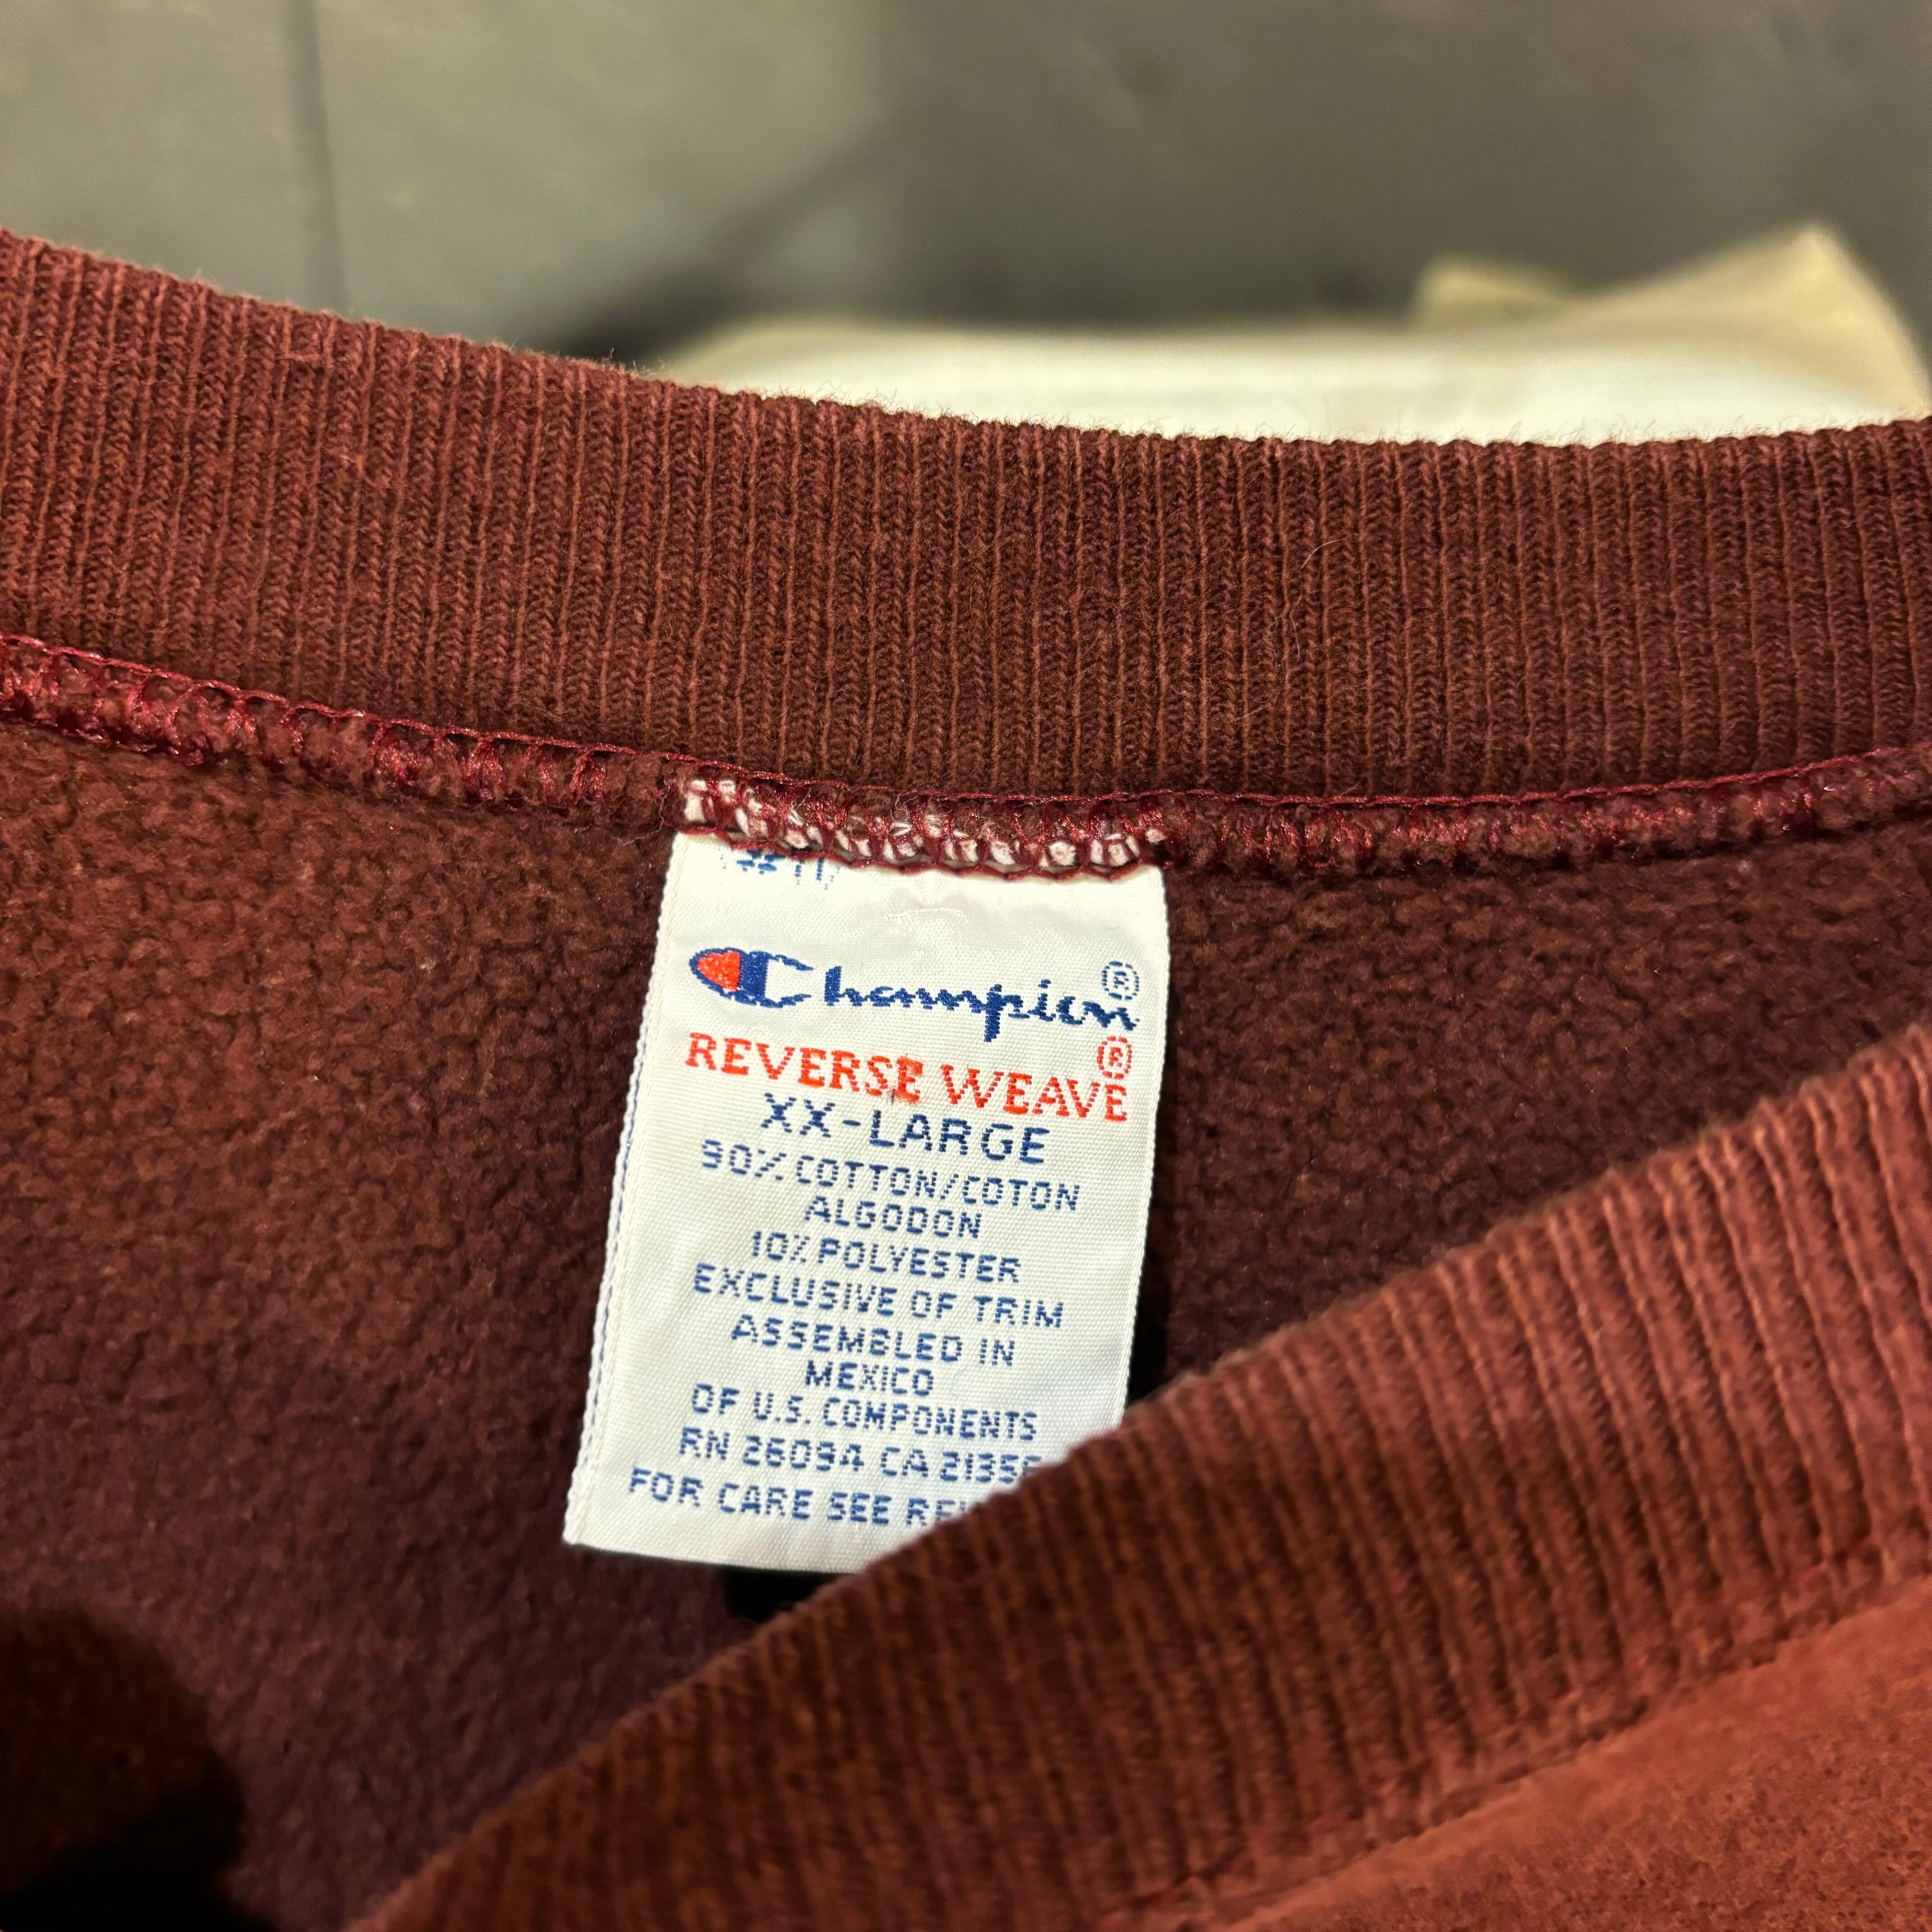 Champion®
REVERSE WEAVE®
XX-LARGE
90% COTTON/COTON
ALGODON
10% POLYESTER
EXCLUSIVE OF TRIM
ASSEMBLED IN
MEXICO
OF U.S. COMPONENTS
RN 26094 CA
FOR CARE SEE